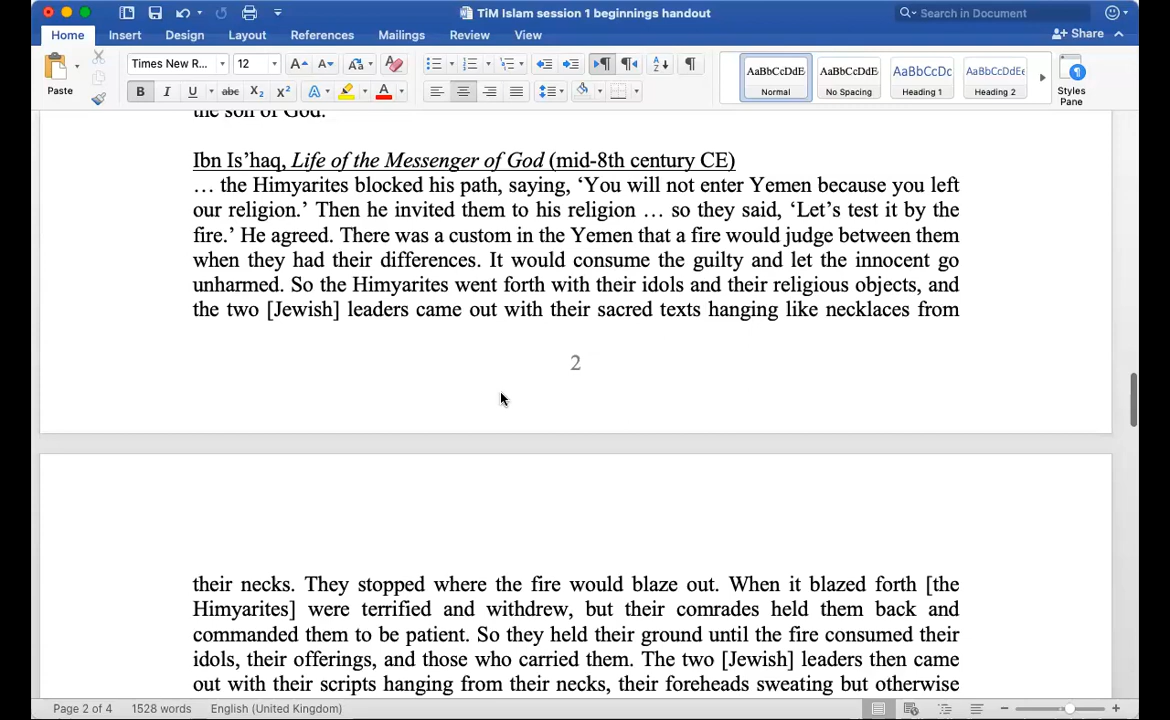 TiM Islam session 1 beginnings handout
Search in Document
Home
Insert
Design
Layout
References
Mailings
Review
View
Share
Paste
Times New R...
12
AaBbCcDdE
Normal
AaBbCcDdE
No Spacing
AaBbCcDc
Heading 1
AaBbCcDdEe
Heading 2
Styles
Pane
the son of God.
Ibn Is’haq, Life of the Messenger of God (mid-8th century CE)
… the Himyarites blocked his path, saying, ‘You will not enter Yemen because you left
our religion.’ Then he invited them to his religion … so they said, ‘Let’s test it by the
fire.’ He agreed. There was a custom in the Yemen that a fire would judge between them
when they had their differences. It would consume the guilty and let the innocent go
unharmed. So the Himyarites went forth with their idols and their religious objects, and
the two [Jewish] leaders came out with their sacred texts hanging like necklaces from
2
their necks. They stopped where the fire would blaze out. When it blazed forth [the
Himyarites] were terrified and withdrew, but their comrades held them back and
commanded them to be patient. So they held their ground until the fire consumed their
idols, their offerings, and those who carried them. The two [Jewish] leaders then came
out with their scripts hanging from their necks, their foreheads sweating but otherwise
Page 2 of 4
1528 words
English (United Kingdom)